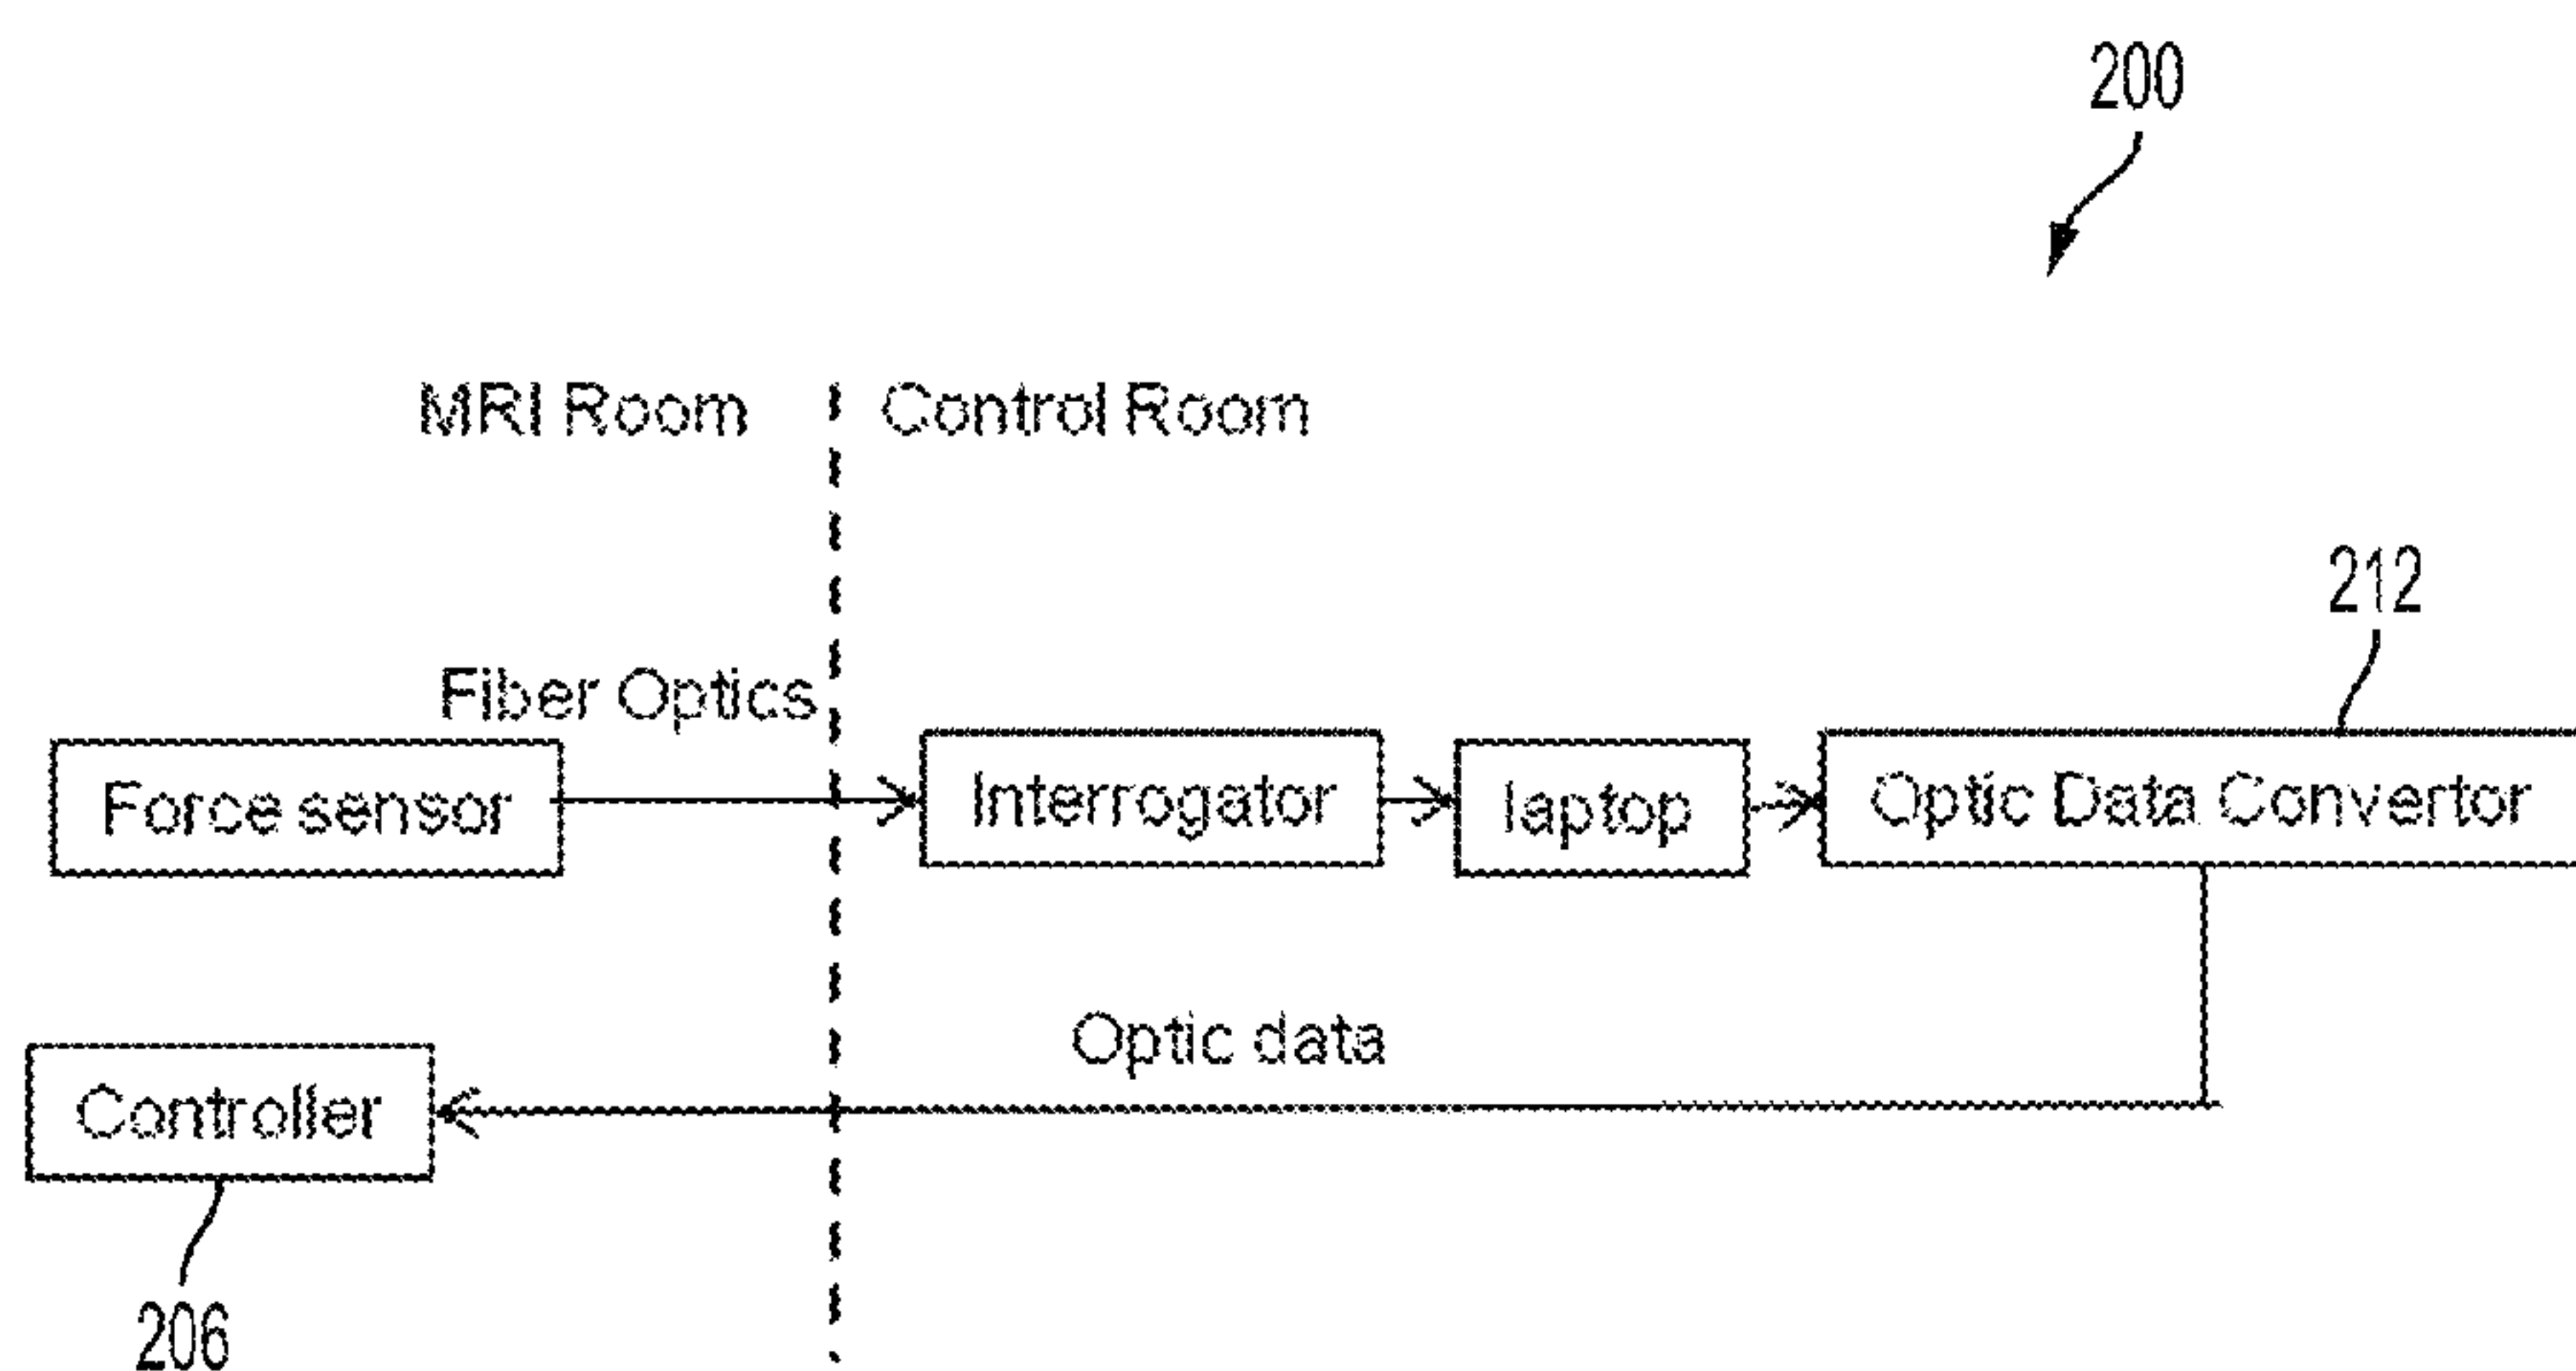 200
MRI Room Control Room
212
Fiber Optics
Force sensor Interrogator laptop Optic Data Convertor
Optic data
Controller
206